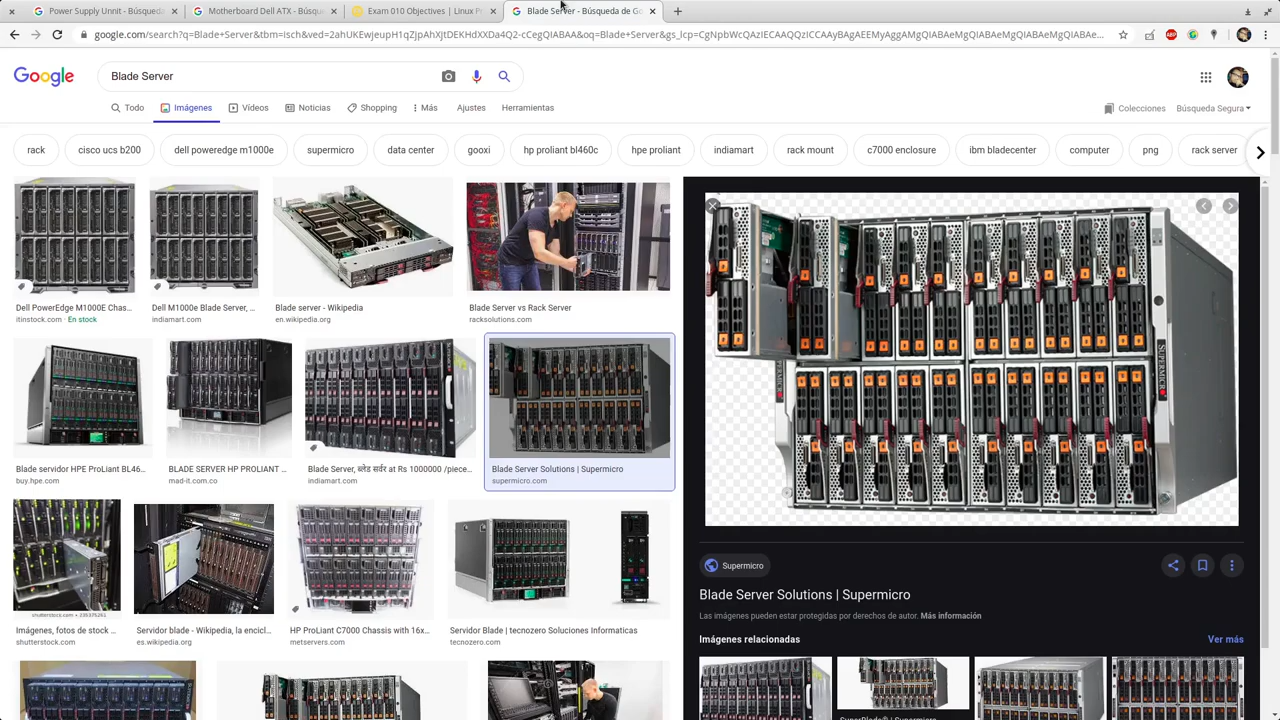 Power Supply Unnit - Búsqueda
Motherboard Dell ATX - Búsqu
Exam 010 Objectives | Linux Pr
Blade Server - Búsqueda de Go
google.com/search?q=Blade+Server&tbm=isch&ved=2ahUKEwjeupH1qZjpAhXjtDEKHdXXDa4Q2-cCegQIABAA&oq=Blade+Server&gs_lcp=CgNpbWcQAzIECAAQQzICCAAyBAgAEEMyAggAMgQIABAeMgQIABAeMgQIABAeMgQIABAeMgQIABAe...
Google
Blade Server
Todo
Imágenes
Vídeos
Noticias
Shopping
Más
Ajustes
Herramientas
Colecciones
Búsqueda Segura
rack
cisco ucs b200
dell poweredge m1000e
supermicro
data center
gooxi
hp proliant bl460c
hpe proliant
indiamart
rack mount
c7000 enclosure
ibm bladecenter
computer
png
rack server
Dell PowerEdge M1000E Chas...
itinstock.com · En stock
Dell M1000e Blade Server, ...
indiamart.com
Blade server - Wikipedia
en.wikipedia.org
Blade Server vs Rack Server
racksolutions.com
Blade servidor HPE ProLiant BL46...
buy.hpe.com
BLADE SERVER HP PROLIANT ...
mad-it.com.co
Blade Server, ब्लेड सर्वर at Rs 1000000 /piece...
indiamart.com
Blade Server Solutions | Supermicro
supermicro.com
Imágenes, fotos de stock ...
shutterstock.com
Servidor blade - Wikipedia, la encicl...
es.wikipedia.org
HP ProLiant C7000 Chassis with 16x...
metservers.com
Servidor Blade | tecnozero Soluciones Informaticas
tecnozero.com
SUPERMICRO
Supermicro
Blade Server Solutions | Supermicro
Las imágenes pueden estar protegidas por derechos de autor. Más información
Imágenes relacionadas
Ver más